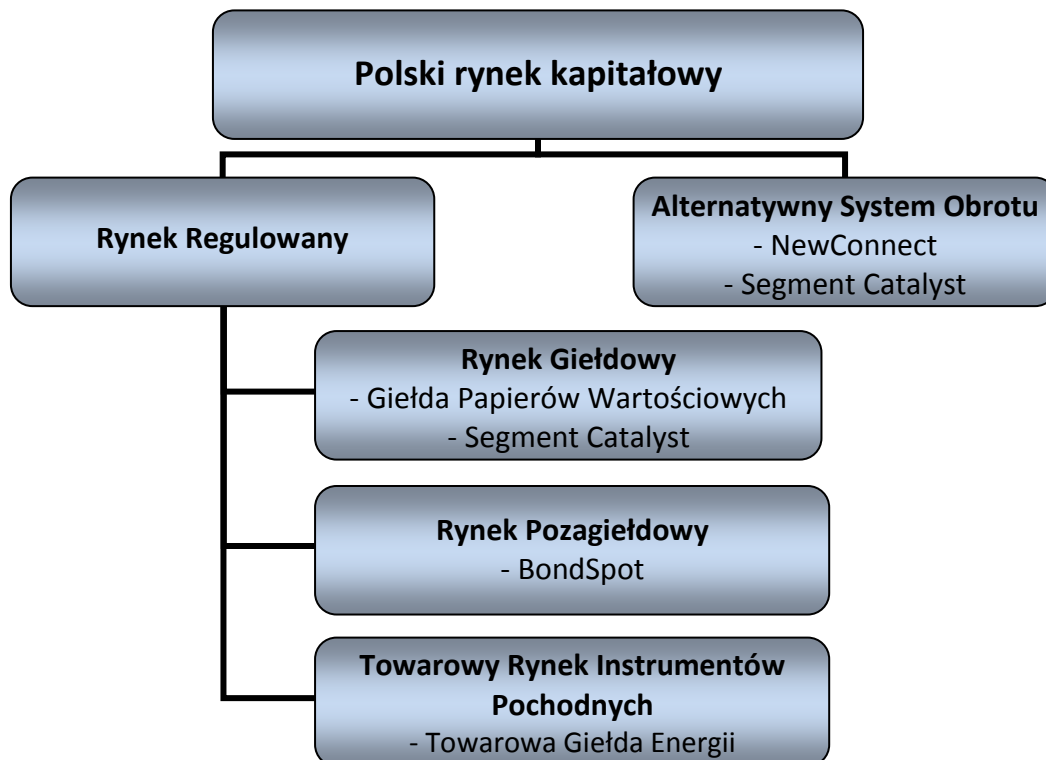 Polski rynek kapitałowy
Rynek Regulowany
Alternatywny System Obrotu
- NewConnect
- Segment Catalyst
Rynek Giełdowy
- Giełda Papierów Wartościowych
- Segment Catalyst
Rynek Pozagiełdowy
- BondSpot
Towarowy Rynek Instrumentów
Pochodnych
- Towarowa Giełda Energii